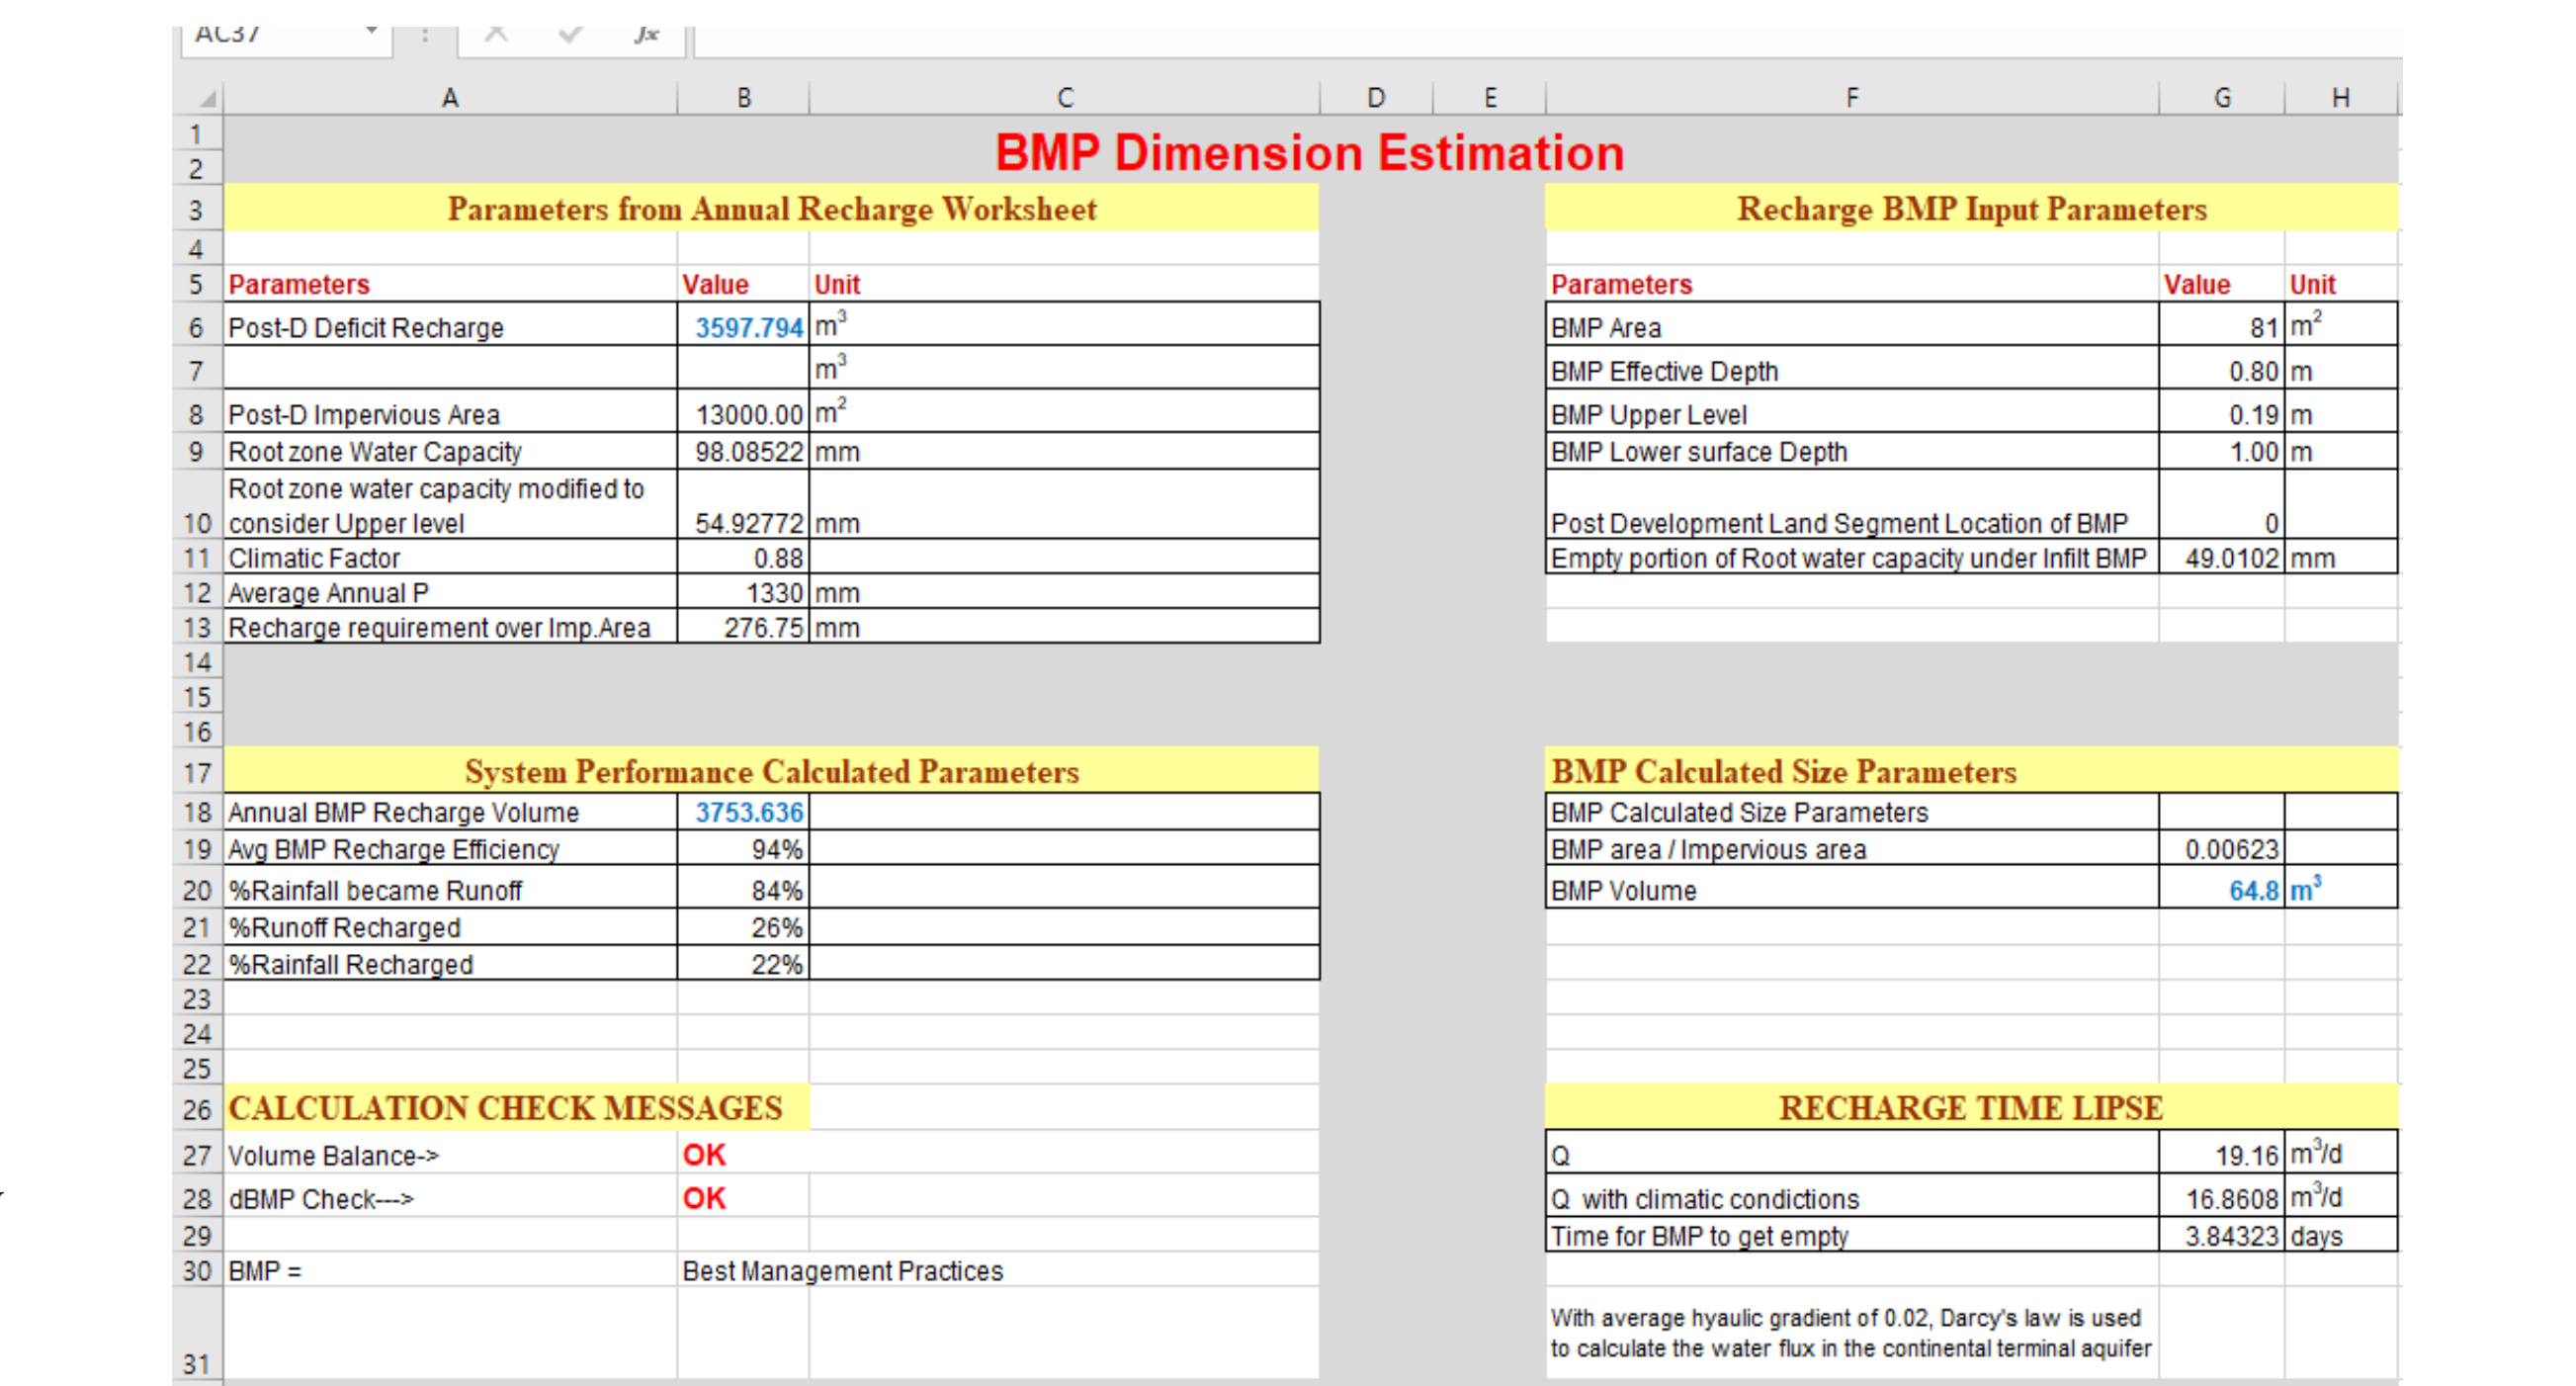 AC37 fx
A B C D E F G H
1
2 BMP Dimension Estimation
3 Parameters from Annual Recharge Worksheet Recharge BMP Input Parameters
4
5 Parameters Value Unit Parameters Value Unit
6 Post-D Deficit Recharge 3597.794 m³ BMP Area 81 m²
7 m³ BMP Effective Depth 0.80 m
8 Post-D Impervious Area 13000.00 m² BMP Upper Level 0.19 m
9 Root zone Water Capacity 98.08522 mm BMP Lower surface Depth 1.00 m
Root zone water capacity modified to
10 consider Upper level 54.92772 mm Post Development Land Segment Location of BMP 0
11 Climatic Factor 0.88 Empty portion of Root water capacity under Infilt BMP 49.0102 mm
12 Average Annual P 1330 mm
13 Recharge requirement over Imp.Area 276.75 mm
14
15
16
17 System Performance Calculated Parameters BMP Calculated Size Parameters
18 Annual BMP Recharge Volume 3753.636 BMP Calculated Size Parameters
19 Avg BMP Recharge Efficiency 94% BMP area / Impervious area 0.00623
20 %Rainfall became Runoff 84% BMP Volume 64.8 m³
21 %Runoff Recharged 26%
22 %Rainfall Recharged 22%
23
24
25
26 CALCULATION CHECK MESSAGES RECHARGE TIME LIPSE
27 Volume Balance-> OK Q 19.16 m³/d
28 dBMP Check---> OK Q with climatic condictions 16.8608 m³/d
29 Time for BMP to get empty 3.84323 days
30 BMP = Best Management Practices
With average hyaulic gradient of 0.02, Darcy's law is used
31 to calculate the water flux in the continental terminal aquifer